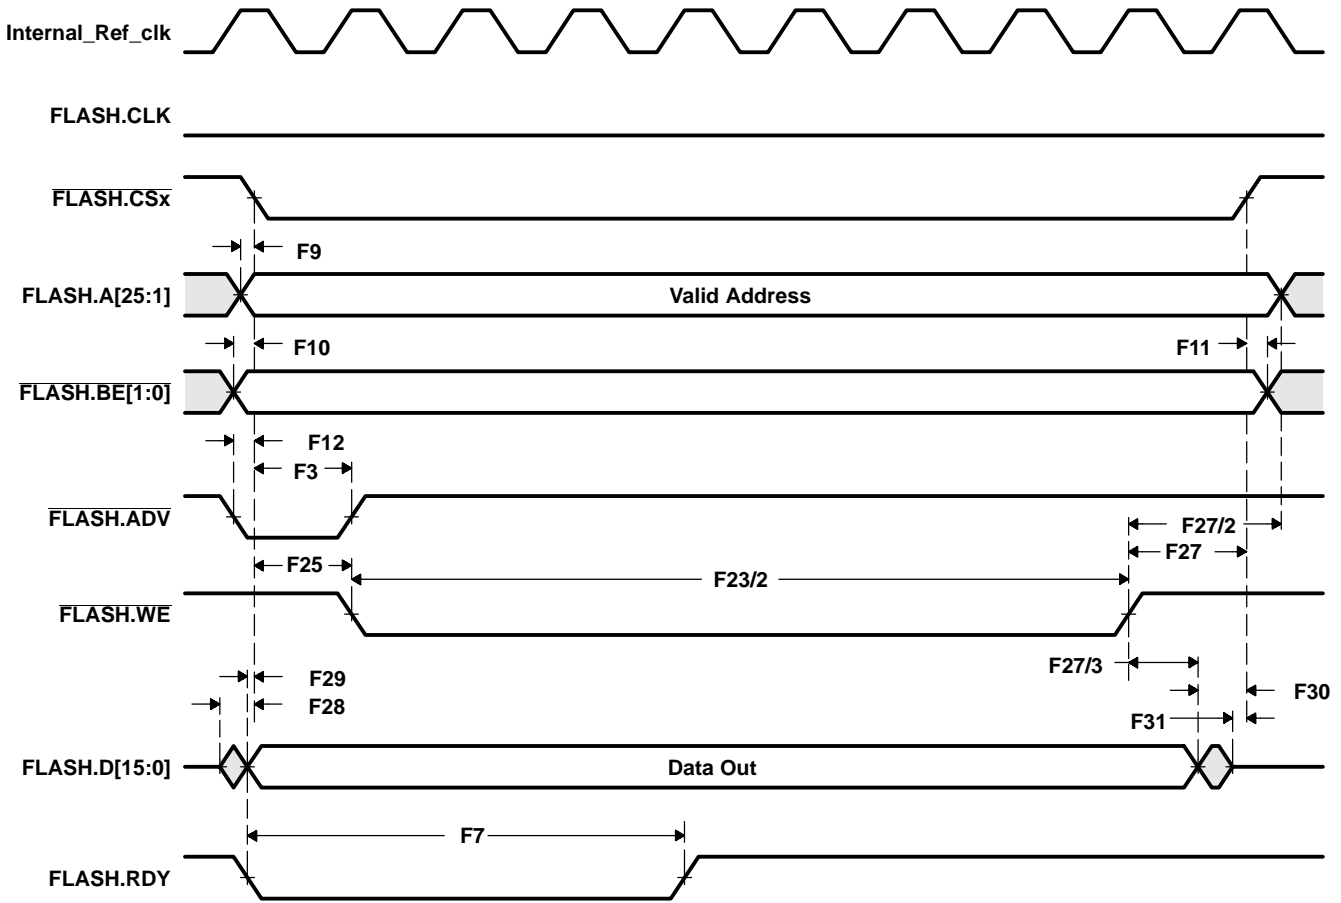 Internal_Ref_clk
FLASH.CLK
FLASH.CSx
F9
FLASH.A[25:1]
Valid Address
F10
F11
FLASH.BE[1:0]
F12
F3
FLASH.ADV
F27/2
F27
F25
F23/2
FLASH.WE
F27/3
F29
F30
F28
F31
FLASH.D[15:0]
Data Out
F7
FLASH.RDY